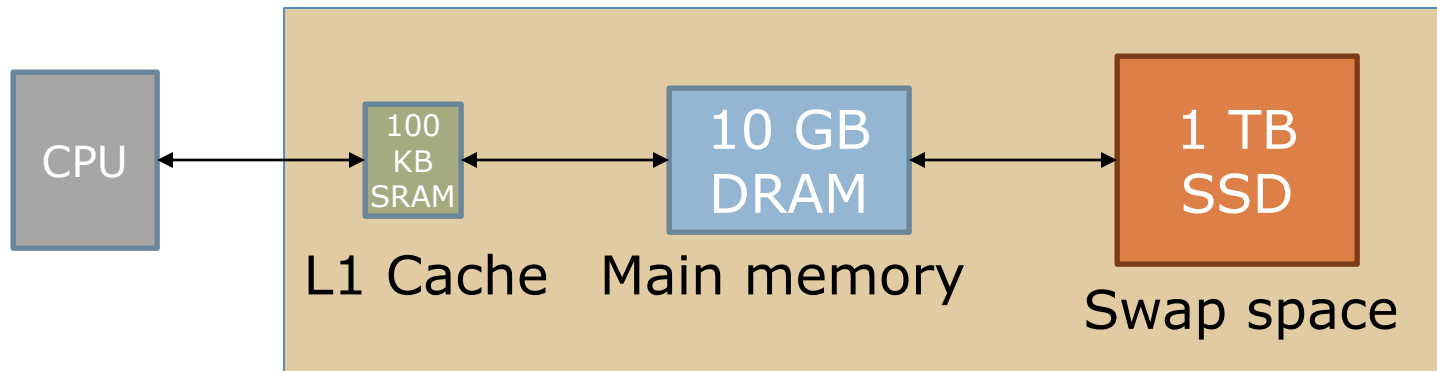 CPU
100
KB
SRAM
L1 Cache
10 GB
DRAM
Main memory
1 TB
SSD
Swap space